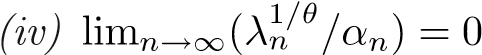 (iv) $\lim_{n\to\infty}(\lambda_n^{1/\theta}/\alpha_n) = 0$